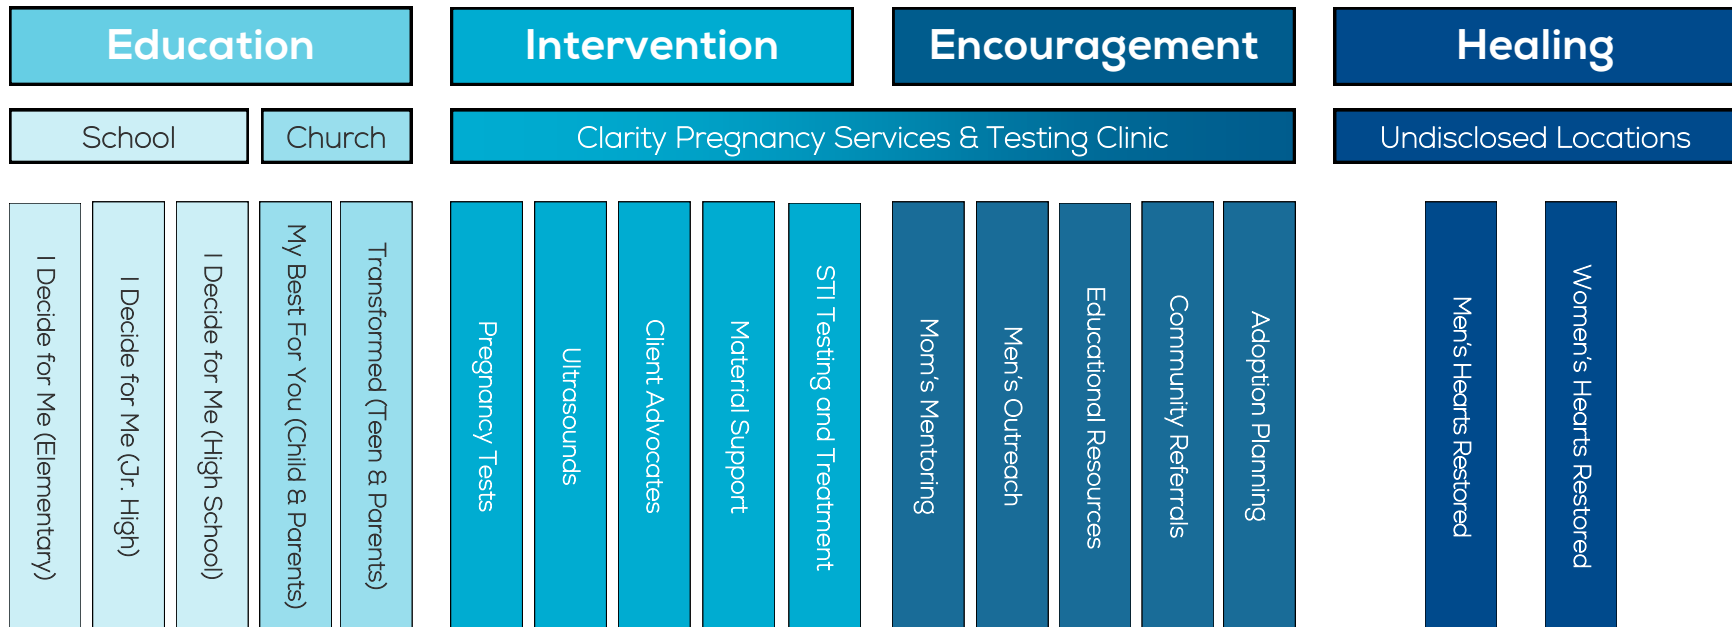 Education
Intervention
Encouragement
Healing
School
Church
Clarity Pregnancy Services & Testing Clinic
Undisclosed Locations
I Decide for Me (Elementary)
I Decide for Me (Jr. High)
I Decide for Me (High School)
My Best For You (Child & Parents)
Transformed (Teen & Parents)
Pregnancy Tests
Ultrasounds
Client Advocates
Material Support
STI Testing and Treatment
Mom's Mentoring
Men's Outreach
Educational Resources
Community Referrals
Adoption Planning
Men's Hearts Restored
Women's Hearts Restored